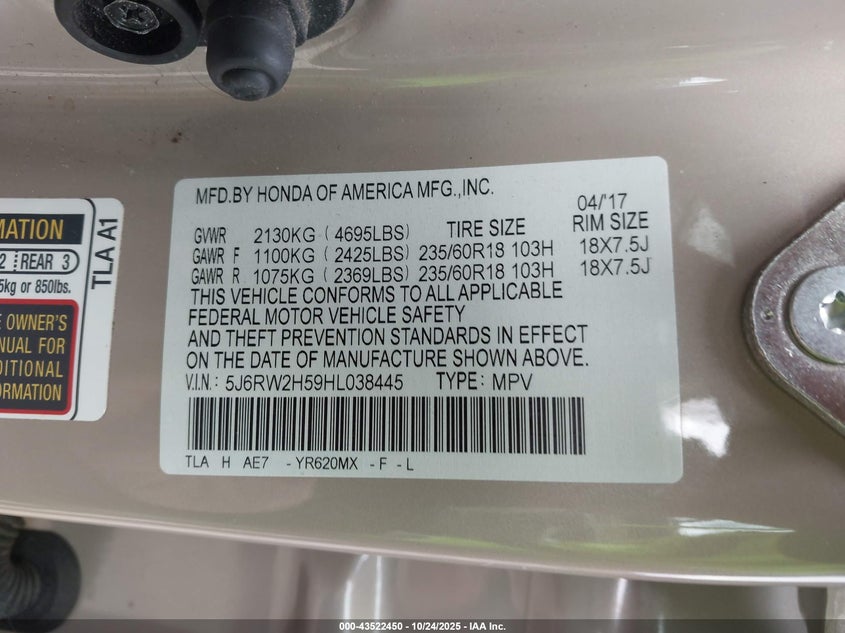 MATION
2 REAR 3
5kg or 850lbs.
E OWNER'S
NUAL FOR
DITIONAL
ORMATION
TLA A1
MFD.BY HONDA OF AMERICA MFG.,INC.
04/'17
GVWR 2130KG ( 4695LBS) TIRE SIZE RIM SIZE
GAWR F 1100KG ( 2425LBS) 235/60R18 103H 18X7.5J
GAWR R 1075KG ( 2369LBS) 235/60R18 103H 18X7.5J
THIS VEHICLE CONFORMS TO ALL APPLICABLE
FEDERAL MOTOR VEHICLE SAFETY
AND THEFT PREVENTION STANDARDS IN EFFECT
ON THE DATE OF MANUFACTURE SHOWN ABOVE.
V.I.N.: 5J6RW2H59HL038445 TYPE: MPV
TLA H AE7 -YR620MX -F -L
000-43522450 • 10/24/2025 - IAA Inc.